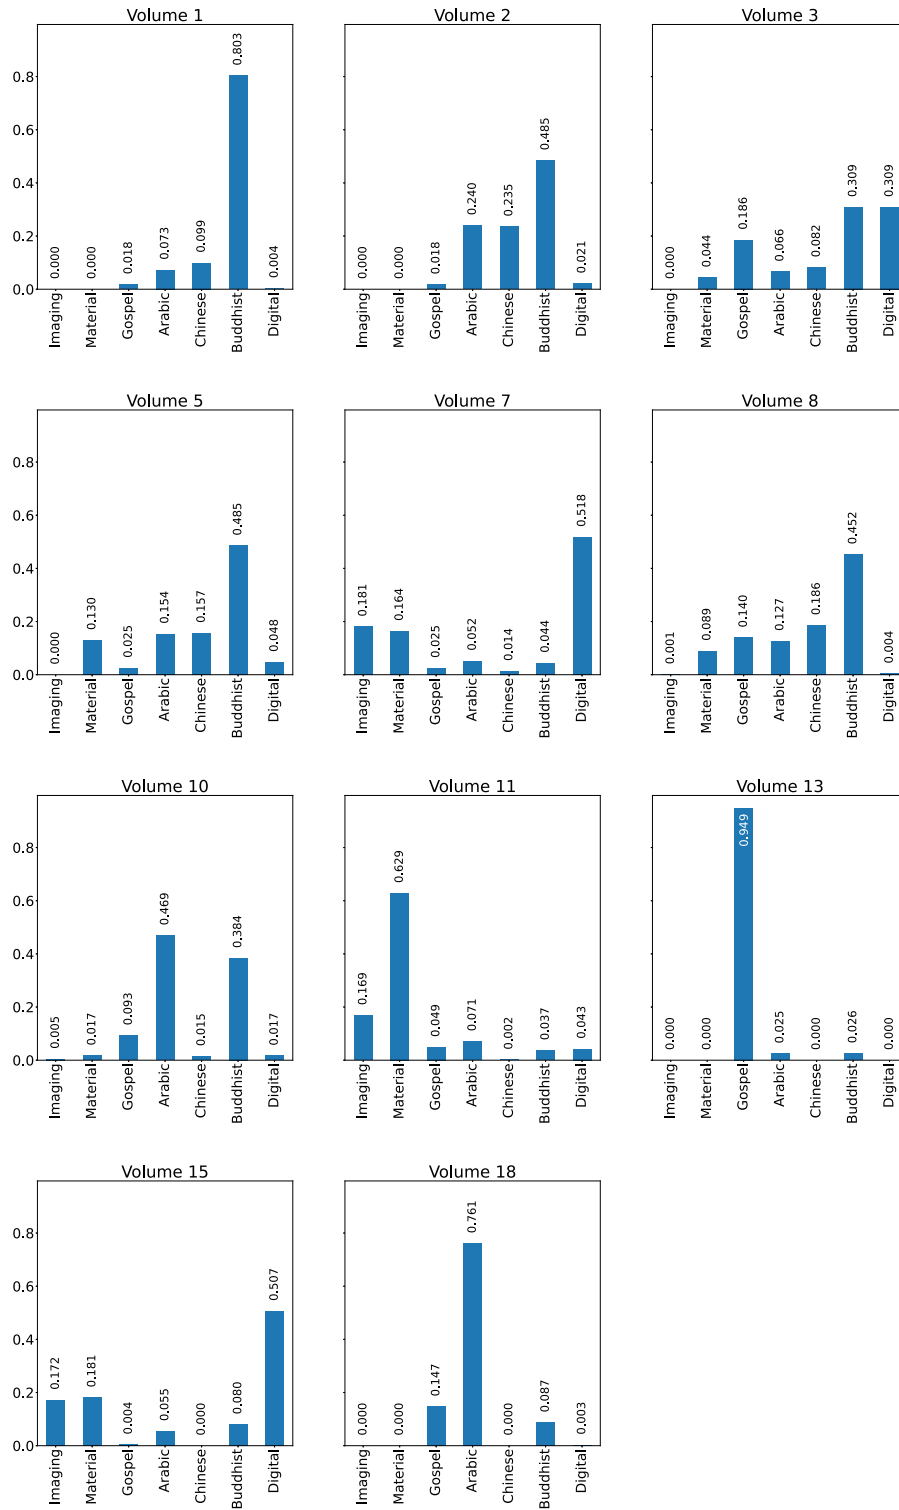 Volume 1
0.8
0.6
0.4
0.2
0.0
0.000
0.000
0.018
0.073
0.099
0.803
0.004
Imaging
Material
Gospel
Arabic
Chinese
Buddhist
Digital
Volume 2
0.000
0.000
0.018
0.240
0.235
0.485
0.021
Imaging
Material
Gospel
Arabic
Chinese
Buddhist
Digital
Volume 3
0.000
0.044
0.186
0.066
0.082
0.309
0.309
Imaging
Material
Gospel
Arabic
Chinese
Buddhist
Digital
Volume 5
0.8
0.6
0.4
0.2
0.0
0.000
0.130
0.025
0.154
0.157
0.485
0.048
Imaging
Material
Gospel
Arabic
Chinese
Buddhist
Digital
Volume 7
0.181
0.164
0.025
0.052
0.014
0.044
0.518
Imaging
Material
Gospel
Arabic
Chinese
Buddhist
Digital
Volume 8
0.001
0.089
0.140
0.127
0.186
0.452
0.004
Imaging
Material
Gospel
Arabic
Chinese
Buddhist
Digital
Volume 10
0.8
0.6
0.4
0.2
0.0
0.005
0.017
0.093
0.469
0.015
0.384
0.017
Imaging
Material
Gospel
Arabic
Chinese
Buddhist
Digital
Volume 11
0.169
0.629
0.049
0.071
0.002
0.037
0.043
Imaging
Material
Gospel
Arabic
Chinese
Buddhist
Digital
Volume 13
0.000
0.000
0.949
0.025
0.000
0.026
0.000
Imaging
Material
Gospel
Arabic
Chinese
Buddhist
Digital
Volume 15
0.8
0.6
0.4
0.2
0.0
0.172
0.181
0.004
0.055
0.000
0.080
0.507
Imaging
Material
Gospel
Arabic
Chinese
Buddhist
Digital
Volume 18
0.000
0.000
0.147
0.761
0.000
0.087
0.003
Imaging
Material
Gospel
Arabic
Chinese
Buddhist
Digital